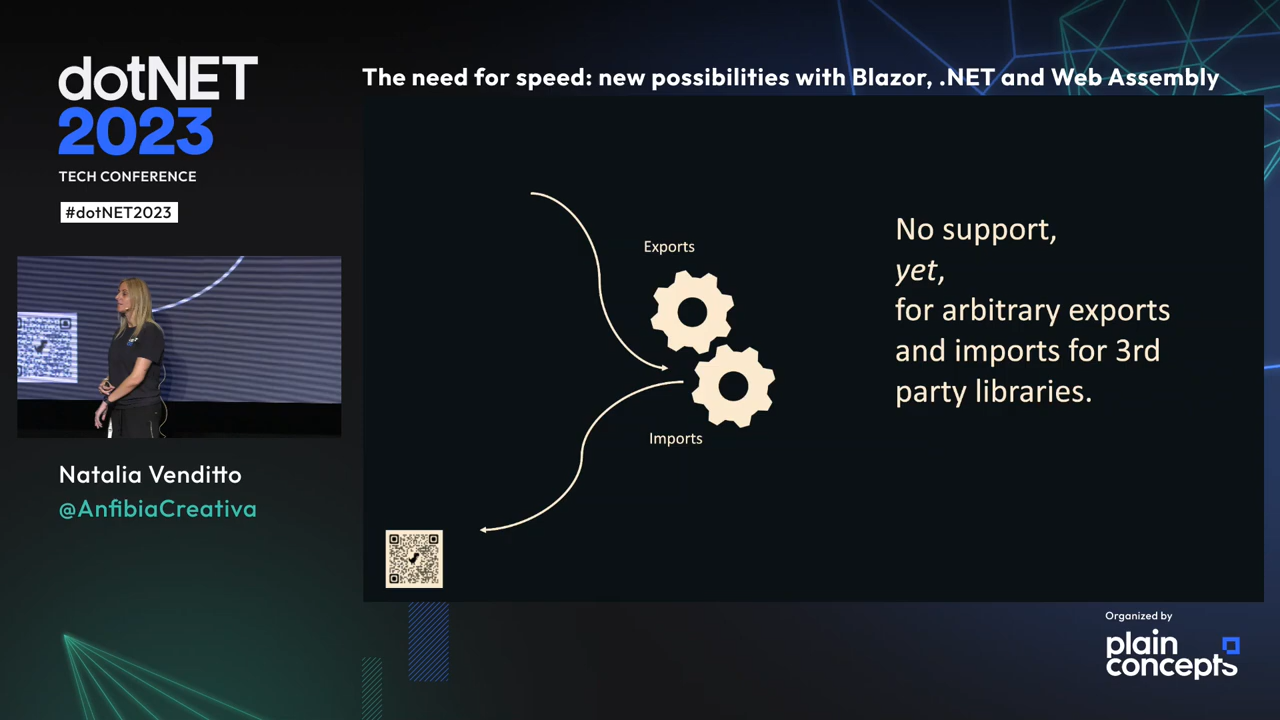 dotNET
2023
TECH CONFERENCE
#dotNET2023
The need for speed: new possibilities with Blazor, .NET and Web Assembly
Exports
Imports
No support,
yet,
for arbitrary exports
and imports for 3rd
party libraries.
Natalia Venditto
@AnfibiaCreativa
Organized by
plain
concepts